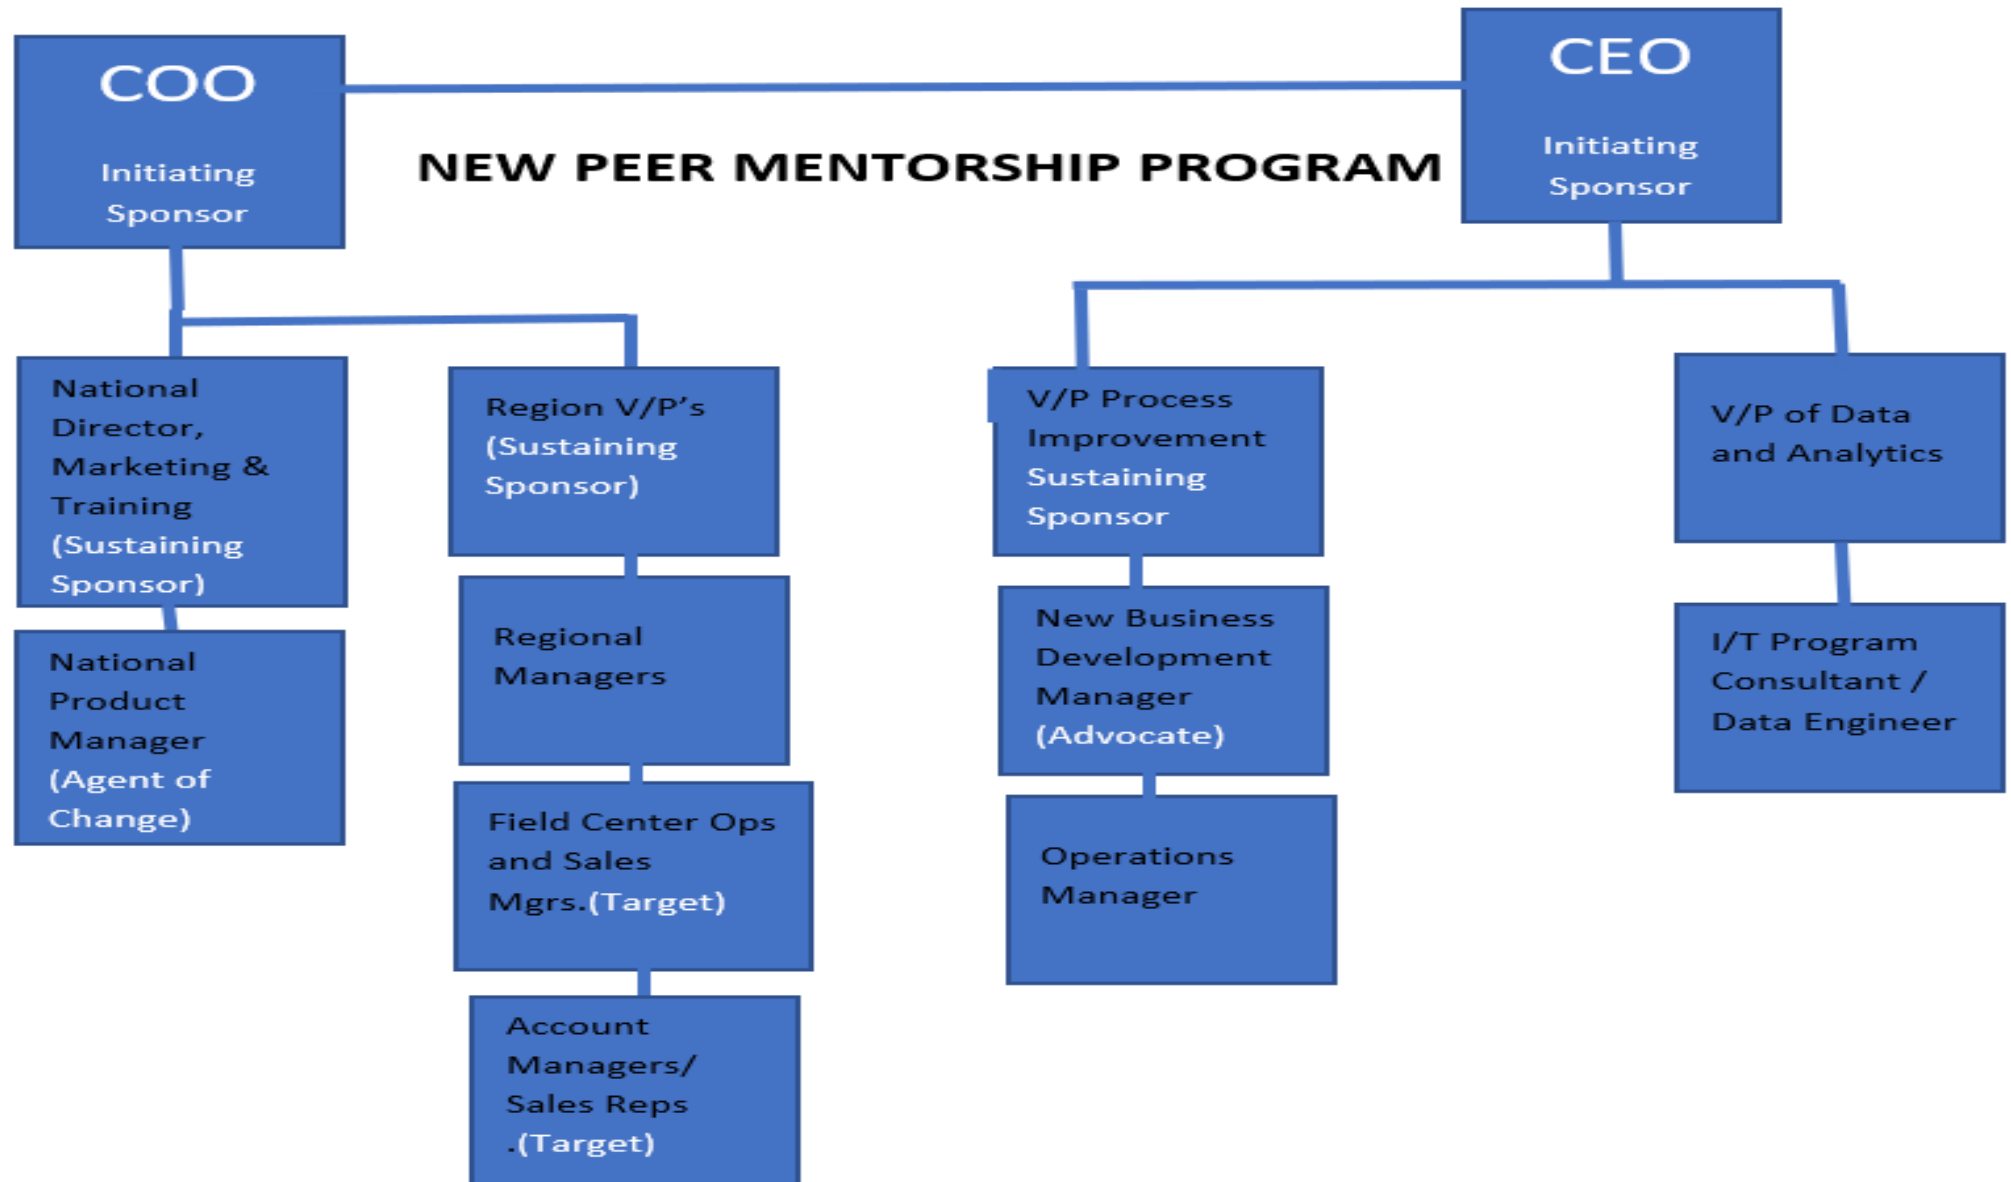 COO
Initiating
Sponsor
CEO
Initiating
Sponsor
NEW PEER MENTORSHIP PROGRAM
National
Director,
Marketing &
Training
(Sustaining
Sponsor)
Region V/P’s
(Sustaining
Sponsor)
V/P Process
Improvement
Sustaining
Sponsor
V/P of Data
and Analytics
National
Product
Manager
(Agent of
Change)
Regional
Managers
New Business
Development
Manager
(Advocate)
I/T Program
Consultant /
Data Engineer
Field Center Ops
and Sales
Mgrs.(Target)
Operations
Manager
Account
Managers/
Sales Reps
.(Target)